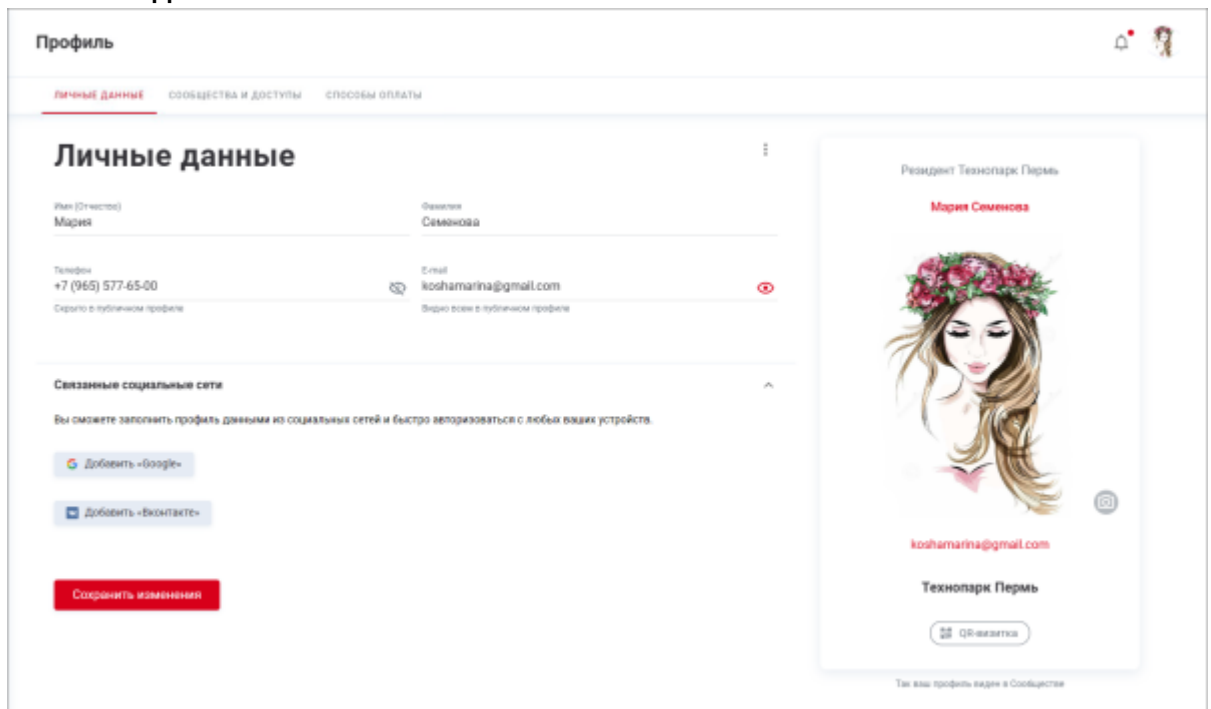 Профиль
ЛИЧНЫЕ ДАННЫЕ СООБЩЕСТВА И ДОСТУПЫ СПОСОБЫ ОПЛАТЫ
Личные данные
Имя (Отчество) Фамилия
Мария Семенова
Телефон E-mail
+7 (965) 577-65-00 koshamarina@gmail.com
Скрыто в публичном профиле Видно всем в публичном профиле
Связанные социальные сети
Вы сможете заполнить профиль данными из социальных сетей и быстро авторизоваться с любых ваших устройств.
Добавить «Google»
Добавить «Вконтакте»
Сохранить изменения
Резидент Технопарк Пермь
Мария Семенова
koshamarina@gmail.com
Технопарк Пермь
QR-визитка
Так ваш профиль виден в Сообществе